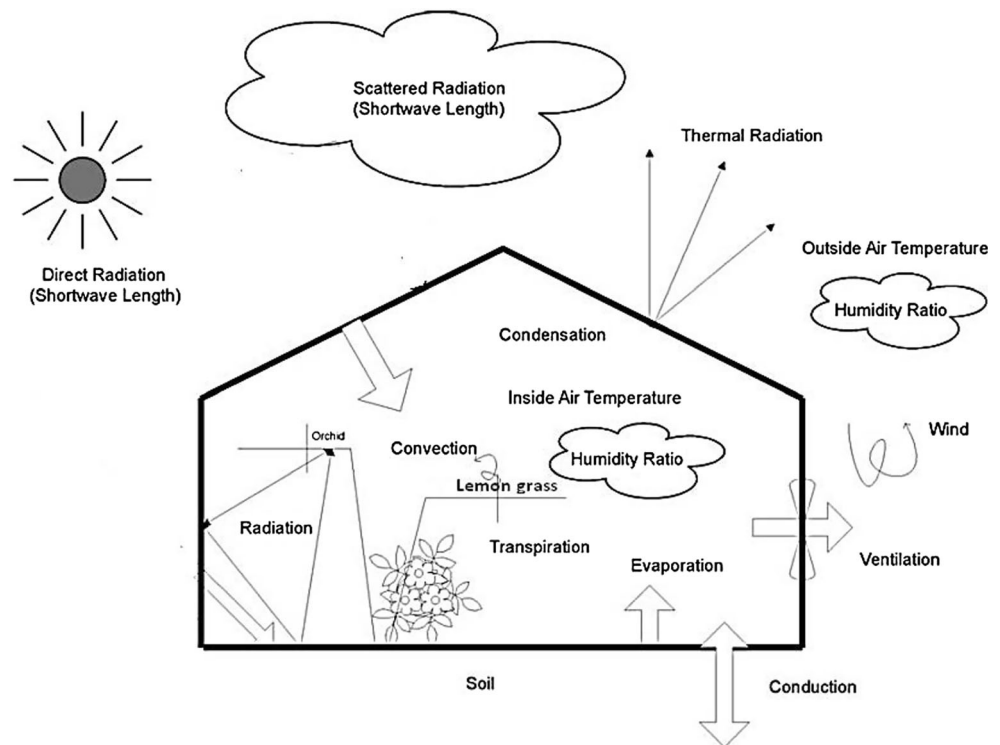 Scattered Radiation
(Shortwave Length)
Thermal Radiation
Direct Radiation
(Shortwave Length)
Outside Air Temperature
Humidity Ratio
Condensation
Inside Air Temperature
Orchid
Convection
Humidity Ratio
Wind
Lemon grass
Radiation
Transpiration
Evaporation
Ventilation
Soil
Conduction